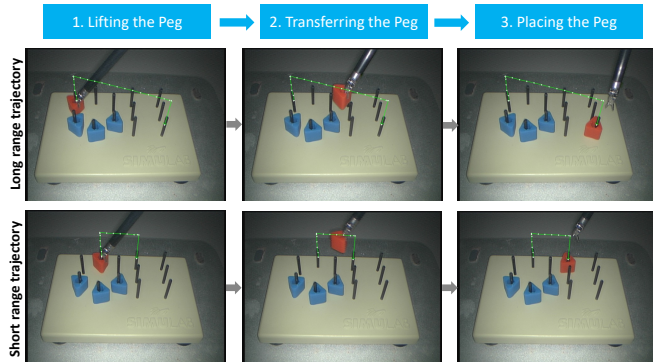 1. Lifting the Peg
2. Transferring the Peg
3. Placing the Peg
Long range trajectory
Short range trajectory